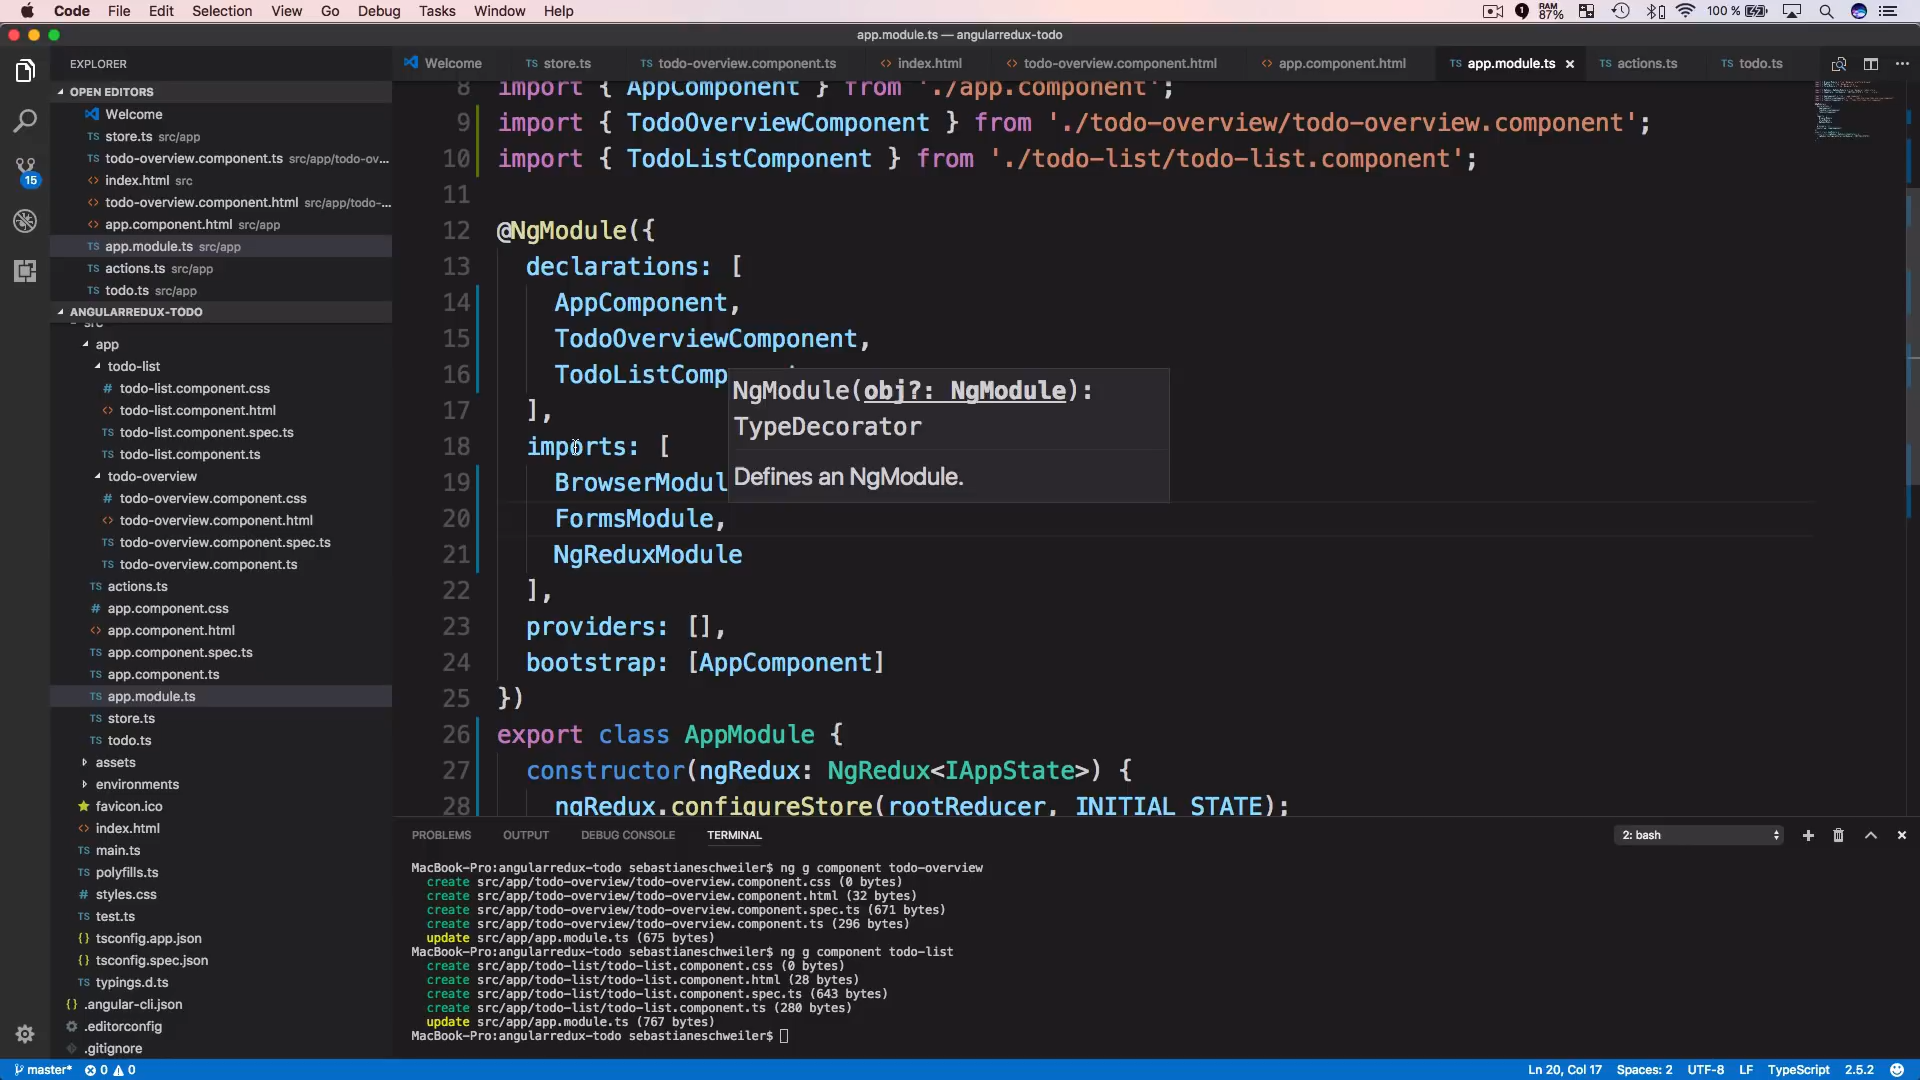 Code File Edit Selection View Go Debug Tasks Window Help
RAM 87% 100 %
app.module.ts — angularredux-todo
EXPLORER
Welcome store.ts todo-overview.component.ts index.html todo-overview.component.html app.component.html app.module.ts actions.ts todo.ts
OPEN EDITORS
Welcome
store.ts src/app
todo-overview.component.ts src/app/todo-ov...
index.html src
todo-overview.component.html src/app/todo-...
app.component.html src/app
app.module.ts src/app
actions.ts src/app
todo.ts src/app
15
ANGULARREDUX-TODO
src
app
todo-list
todo-list.component.css
todo-list.component.html
todo-list.component.spec.ts
todo-list.component.ts
todo-overview
todo-overview.component.css
todo-overview.component.html
todo-overview.component.spec.ts
todo-overview.component.ts
actions.ts
app.component.css
app.component.html
app.component.spec.ts
app.component.ts
app.module.ts
store.ts
todo.ts
assets
environments
favicon.ico
index.html
main.ts
polyfills.ts
styles.css
test.ts
tsconfig.app.json
tsconfig.spec.json
typings.d.ts
.angular-cli.json
.editorconfig
.gitignore
8 import { AppComponent } from './app.component';
9 import { TodoOverviewComponent } from './todo-overview/todo-overview.component';
10 import { TodoListComponent } from './todo-list/todo-list.component';
11
12 @NgModule({
13 declarations: [
14 AppComponent,
15 TodoOverviewComponent,
16 TodoListComp
17 ],
18 imports: [
19 BrowserModul
20 FormsModule,
21 NgReduxModule
22 ],
23 providers: [],
24 bootstrap: [AppComponent]
25 })
26 export class AppModule {
27 constructor(ngRedux: NgRedux<IAppState>) {
28 ngRedux.configureStore(rootReducer, INITIAL_STATE);
NgModule(obj?: NgModule):
TypeDecorator
Defines an NgModule.
PROBLEMS OUTPUT DEBUG CONSOLE TERMINAL 2: bash
MacBook-Pro:angularredux-todo sebastianeschweiler$ ng g component todo-overview
create src/app/todo-overview/todo-overview.component.css (0 bytes)
create src/app/todo-overview/todo-overview.component.html (32 bytes)
create src/app/todo-overview/todo-overview.component.spec.ts (671 bytes)
create src/app/todo-overview/todo-overview.component.ts (296 bytes)
update src/app/app.module.ts (675 bytes)
MacBook-Pro:angularredux-todo sebastianeschweiler$ ng g component todo-list
create src/app/todo-list/todo-list.component.css (0 bytes)
create src/app/todo-list/todo-list.component.html (28 bytes)
create src/app/todo-list/todo-list.component.spec.ts (643 bytes)
create src/app/todo-list/todo-list.component.ts (280 bytes)
update src/app/app.module.ts (767 bytes)
MacBook-Pro:angularredux-todo sebastianeschweiler$
master* 0 0 Ln 20, Col 17 Spaces: 2 UTF-8 LF TypeScript 2.5.2